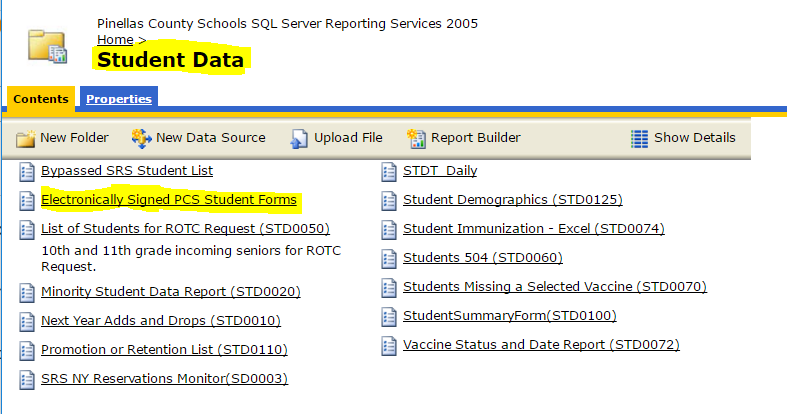 Pinellas County Schools SQL Server Reporting Services 2005
Home >
Student Data
Contents Properties
New Folder New Data Source Upload File Report Builder Show Details
Bypassed SRS Student List
Electronically Signed PCS Student Forms
List of Students for ROTC Request (STD0050)
10th and 11th grade incoming seniors for ROTC
Request.
Minority Student Data Report (STD0020)
Next Year Adds and Drops (STD0010)
Promotion or Retention List (STD0110)
SRS NY Reservations Monitor(SD0003)
STDT_Daily
Student Demographics (STD0125)
Student Immunization - Excel (STD0074)
Students 504 (STD0060)
Students Missing a Selected Vaccine (STD0070)
StudentSummaryForm(STD0100)
Vaccine Status and Date Report (STD0072)